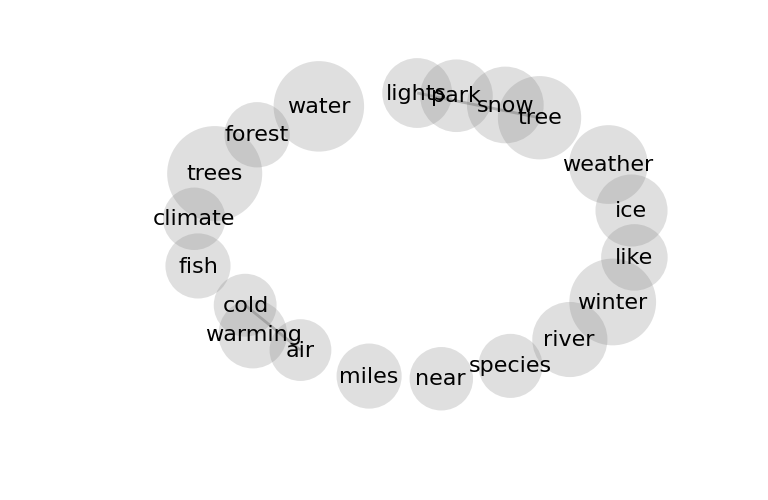 lights
park
water
snow
tree
forest
weather
trees
ice
climate
like
fish
winter
cold
warming
river
air
species
miles
near